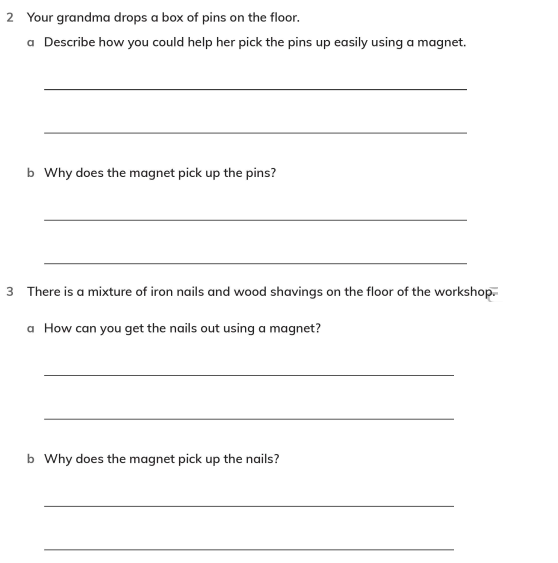 2 Your grandma drops a box of pins on the floor.
a Describe how you could help her pick the pins up easily using a magnet.
b Why does the magnet pick up the pins?
3 There is a mixture of iron nails and wood shavings on the floor of the workshop.
a How can you get the nails out using a magnet?
b Why does the magnet pick up the nails?